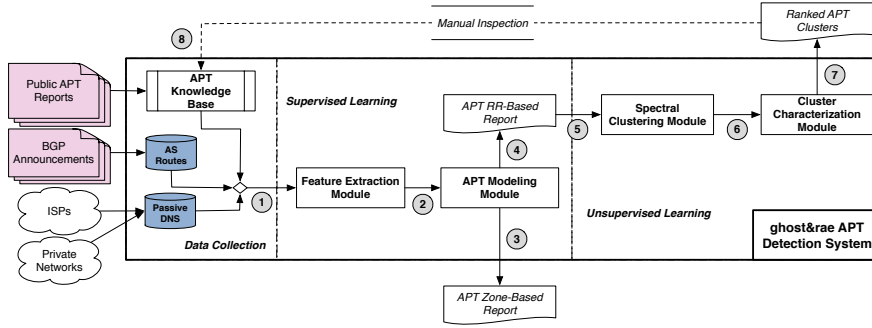 Manual Inspection
Ranked APT
Clusters
8
7
Public APT
Reports
APT
Knowledge
Base
Supervised Learning
APT RR-Based
Report
5
Spectral
Clustering Module
6
Cluster
Characterization
Module
BGP
Announcements
AS
Routes
4
1
Feature Extraction
Module
2
APT Modeling
Module
ISPs
Passive
DNS
Unsupervised Learning
3
Private
Networks
Data Collection
ghost&rae APT
Detection System
APT Zone-Based
Report